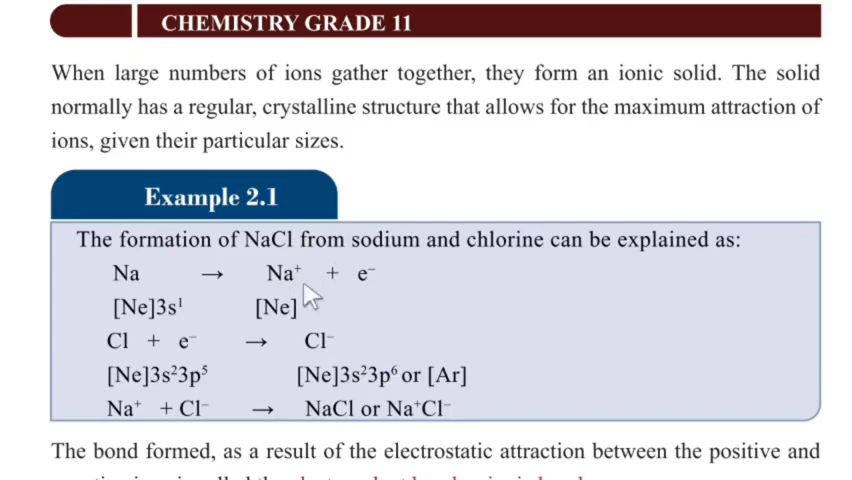 CHEMISTRY GRADE 11
When large numbers of ions gather together, they form an ionic solid. The solid
normally has a regular, crystalline structure that allows for the maximum attraction of
ions, given their particular sizes.
Example 2.1
The formation of NaCl from sodium and chlorine can be explained as:
Na → Na⁺ + e⁻
[Ne]3s¹ [Ne]
Cl + e⁻ → Cl⁻
[Ne]3s²3p⁵ [Ne]3s²3p⁶ or [Ar]
Na⁺ + Cl⁻ → NaCl or Na⁺Cl⁻
The bond formed, as a result of the electrostatic attraction between the positive and